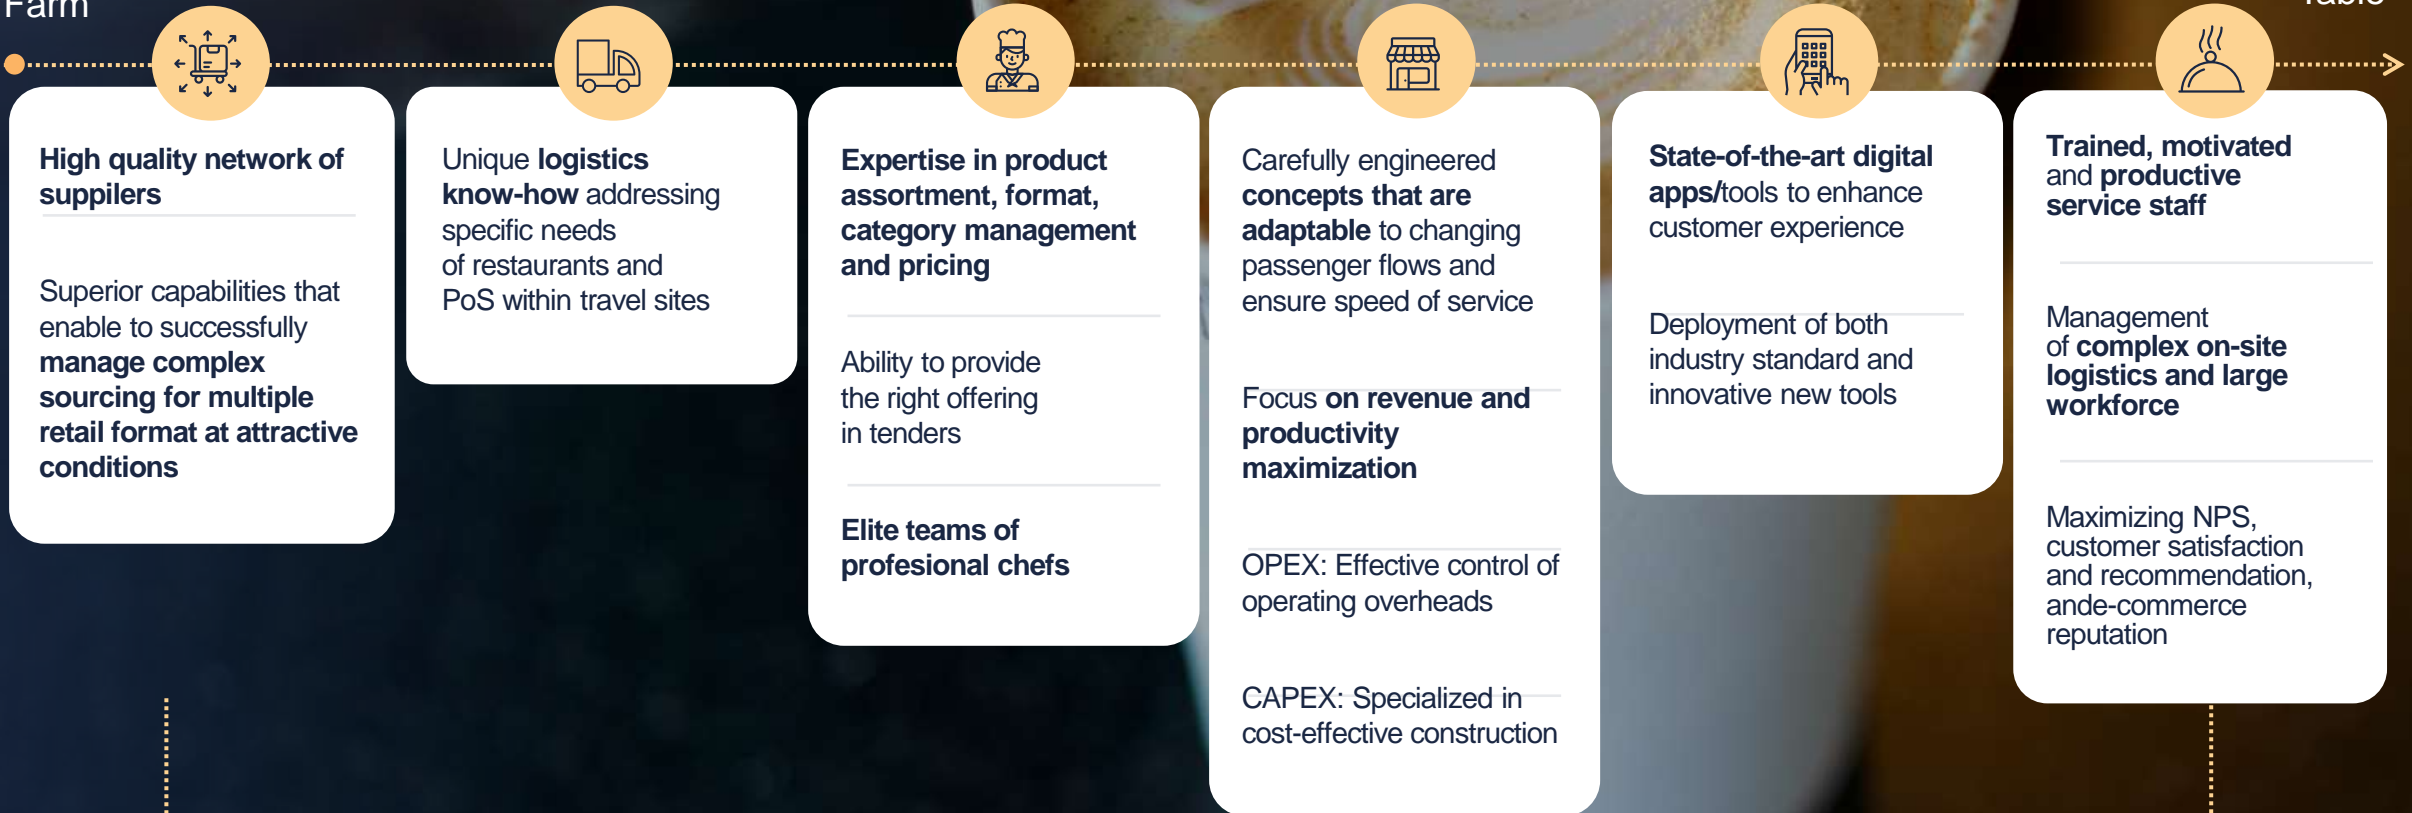 Farm
Table
High quality network of
suppilers
Superior capabilities that
enable to successfully
manage complex
sourcing for multiple
retail format at attractive
conditions
Unique logistics
know-how addressing
specific needs
of restaurants and
PoS within travel sites
Expertise in product
assortment, format,
category management
and pricing
Ability to provide
the right offering
in tenders
Elite teams of
profesional chefs
Carefully engineered
concepts that are
adaptable to changing
passenger flows and
ensure speed of service
Focus on revenue and
productivity
maximization
OPEX: Effective control of
operating overheads
CAPEX: Specialized in
cost-effective construction
State-of-the-art digital
apps/tools to enhance
customer experience
Deployment of both
industry standard and
innovative new tools
Trained, motivated
and productive
service staff
Management
of complex on-site
logistics and large
workforce
Maximizing NPS,
customer satisfaction
and recommendation,
ande-commerce
reputation